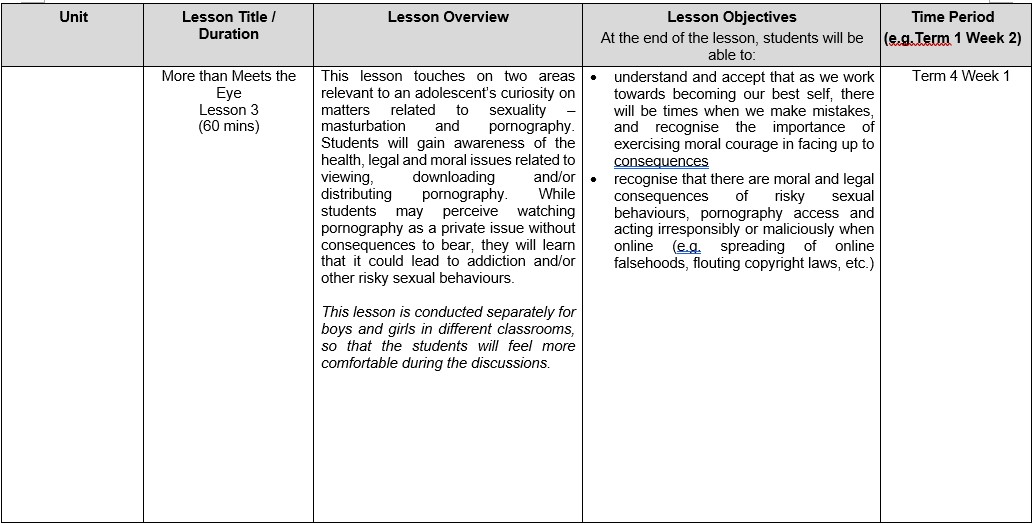 Unit
Lesson Title /
Duration
Lesson Overview
Lesson Objectives
At the end of the lesson, students will be
able to:
Time Period
(e.g.Term 1 Week 2)
More than Meets the
Eye
Lesson 3
(60 mins)
This lesson touches on two areas
relevant to an adolescent's curiosity on
matters related to sexuality –
masturbation and pornography.
Students will gain awareness of the
health, legal and moral issues related to
viewing, downloading and/or
distributing pornography. While
students may perceive watching
pornography as a private issue without
consequences to bear, they will learn
that it could lead to addiction and/or
other risky sexual behaviours.
This lesson is conducted separately for
boys and girls in different classrooms,
so that the students will feel more
comfortable during the discussions.
• understand and accept that as we work
towards becoming our best self, there
will be times when we make mistakes,
and recognise the importance of
exercising moral courage in facing up to
consequences
• recognise that there are moral and legal
consequences of risky sexual
behaviours, pornography access and
acting irresponsibly or maliciously when
online (e.g. spreading of online
falsehoods, flouting copyright laws, etc.)
Term 4 Week 1